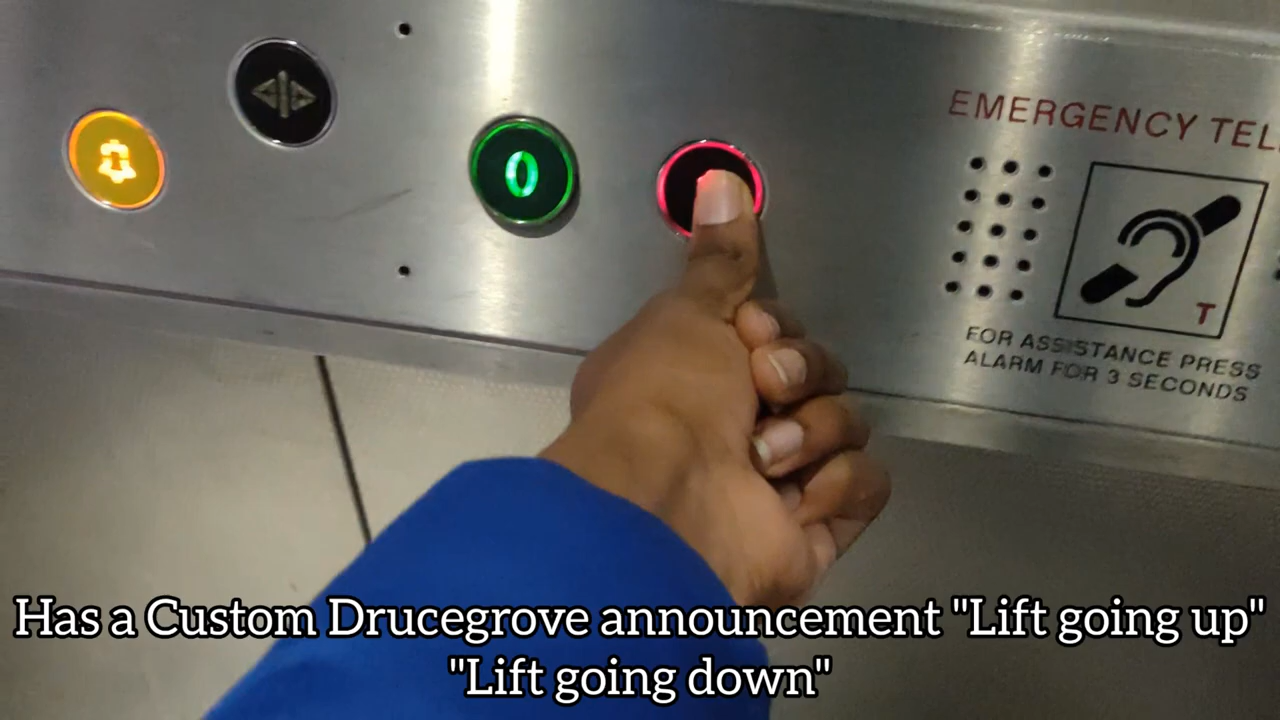 0
EMERGENCY TEL
T
FOR ASSISTANCE PRESS
ALARM FOR 3 SECONDS
Has a Custom Drucegrove announcement "Lift going up"
"Lift going down"